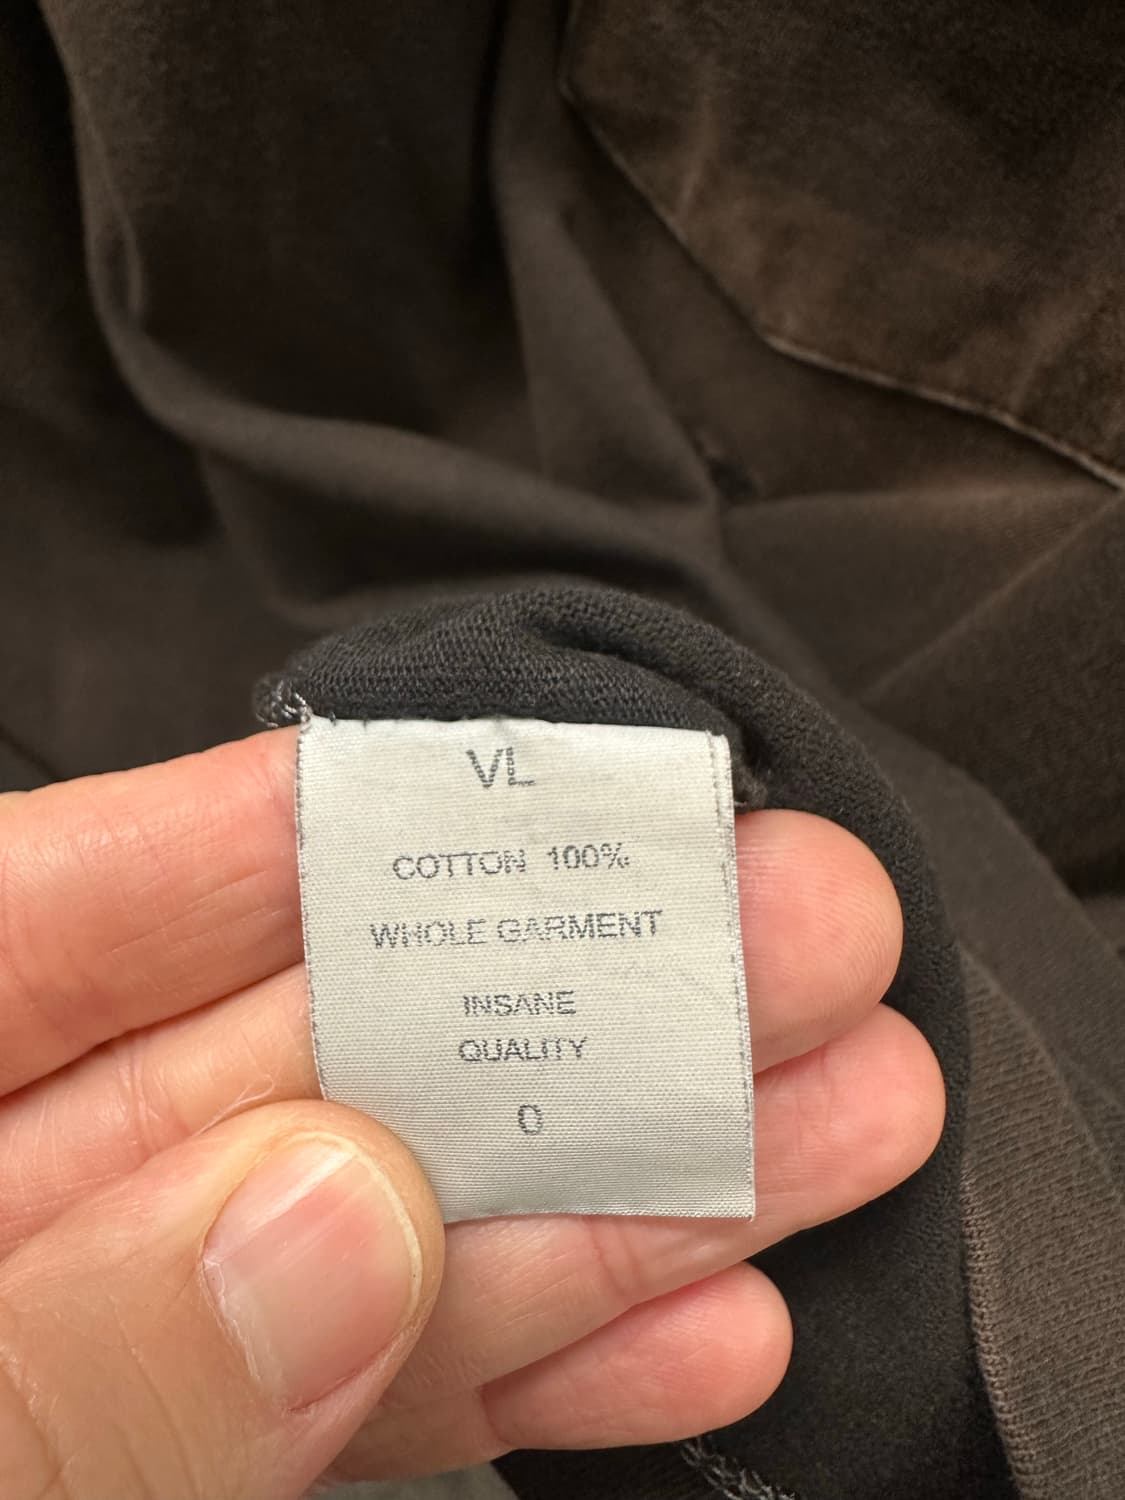 VL
COTTON 100%
WHOLE GARMENT
INSANE
QUALITY
0